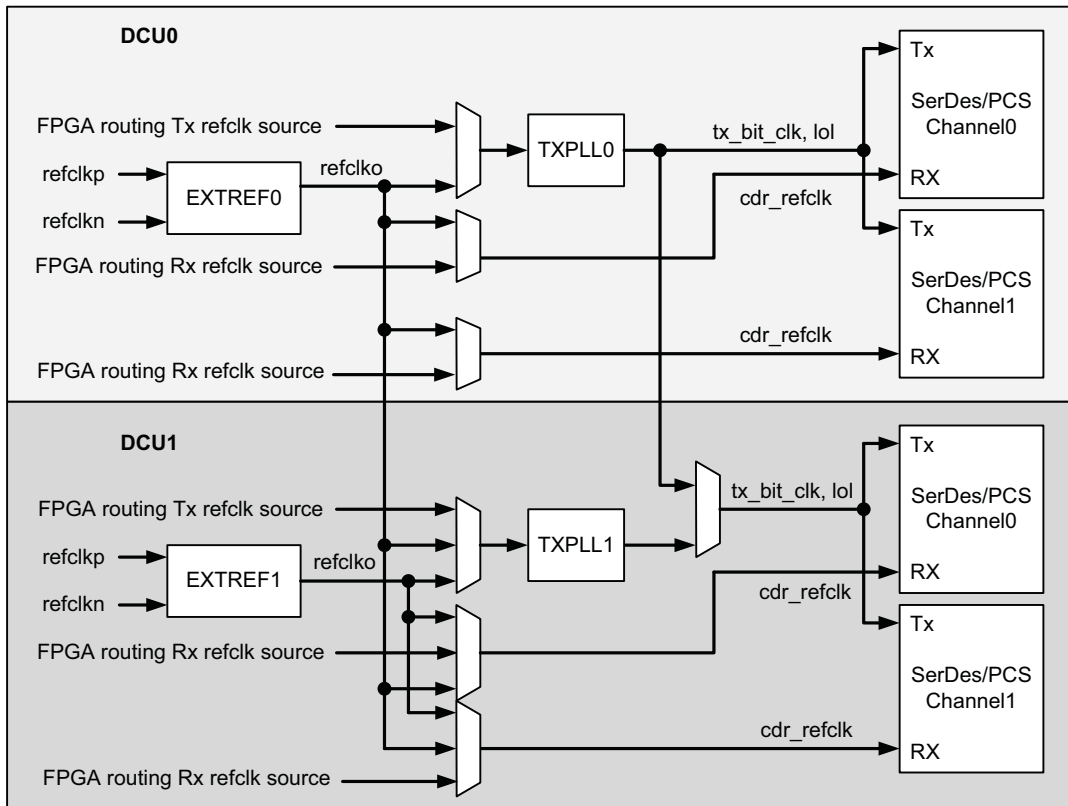 DCU0
Tx
SerDes/PCS
Channel0
RX
FPGA routing Tx refclk source
TXPLL0
tx_bit_clk, lol
refclkp
refclkn
EXTREF0
refclko
cdr_refclk
Tx
SerDes/PCS
Channel1
RX
FPGA routing Rx refclk source
cdr_refclk
FPGA routing Rx refclk source
DCU1
Tx
SerDes/PCS
Channel0
RX
FPGA routing Tx refclk source
TXPLL1
tx_bit_clk, lol
refclkp
refclkn
EXTREF1
refclko
cdr_refclk
Tx
SerDes/PCS
Channel1
RX
FPGA routing Rx refclk source
cdr_refclk
FPGA routing Rx refclk source